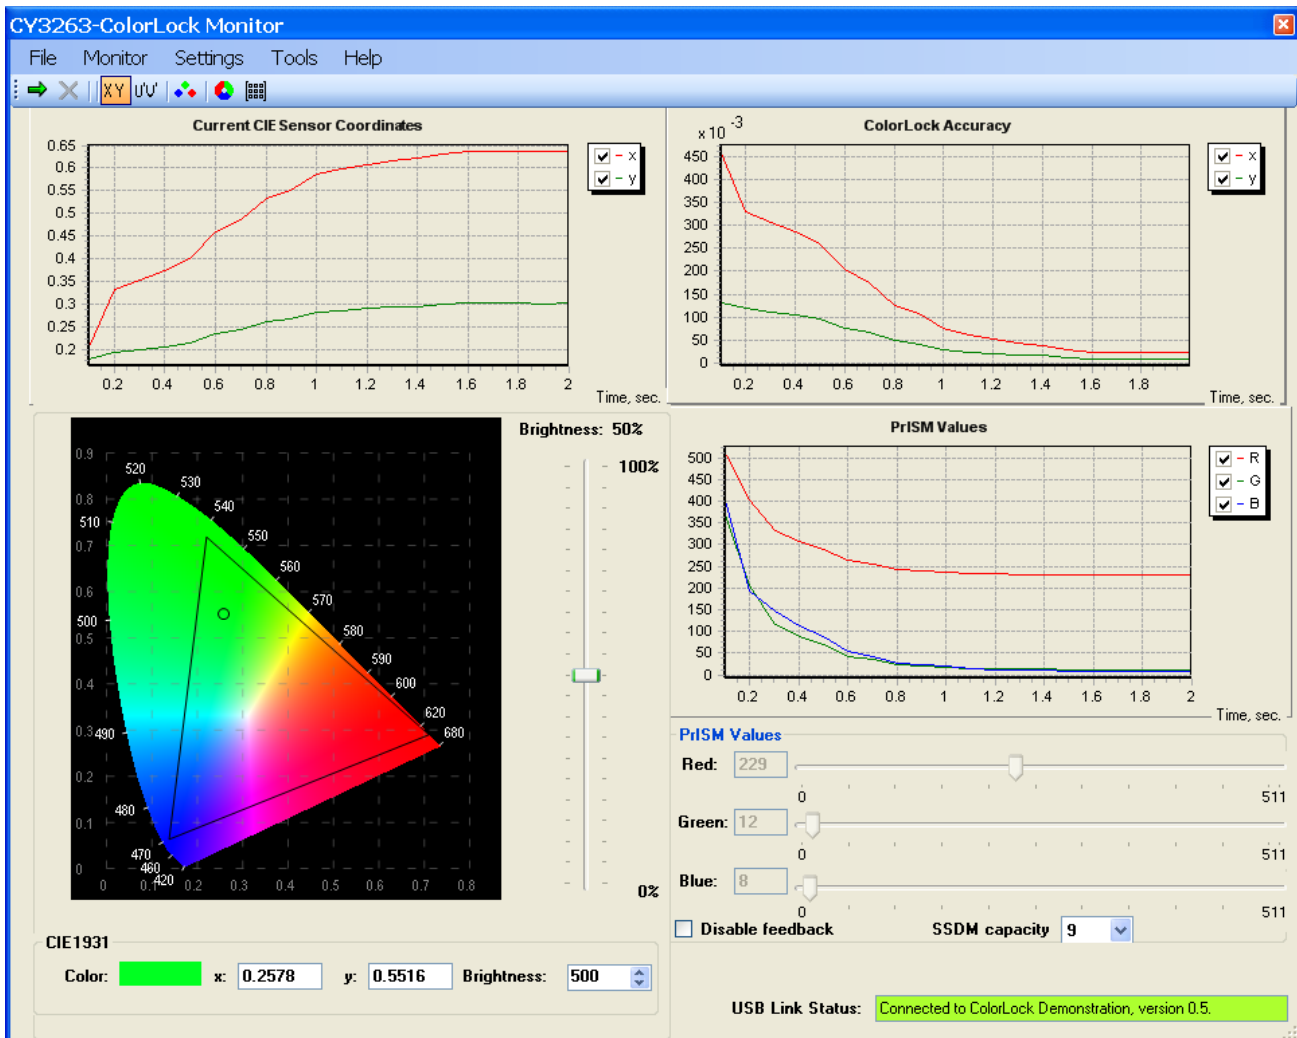 CY3263-ColorLock Monitor
File Monitor Settings Tools Help
XY U'V'
Current CIE Sensor Coordinates
0.65
0.6
0.55
0.5
0.45
0.4
0.35
0.3
0.25
0.2
0.2 0.4 0.6 0.8 1 1.2 1.4 1.6 1.8 2
Time, sec.
x
y
x 10 -3
ColorLock Accuracy
450
400
350
300
250
200
150
100
50
0
0.2 0.4 0.6 0.8 1 1.2 1.4 1.6 1.8
Time, sec.
x
y
0.9
0.8
0.7
0.6
0.5
0.4
0.3
0.2
0.1
0
0 0.1 0.2 0.3 0.4 0.5 0.6 0.7 0.8
520
530
540
550
560
570
580
590
600
620
680
510
500
490
480
470
460
420
Brightness: 50%
100%
0%
PrISM Values
500
450
400
350
300
250
200
150
100
50
0
0.2 0.4 0.6 0.8 1 1.2 1.4 1.6 1.8 2
Time, sec.
R
G
B
PrISM Values
Red: 229
0 511
Green: 12
0 511
Blue: 8
0 511
Disable feedback SSDM capacity 9
CIE1931
Color: x: 0.2578 y: 0.5516 Brightness: 500
USB Link Status: Connected to ColorLock Demonstration, version 0.5.